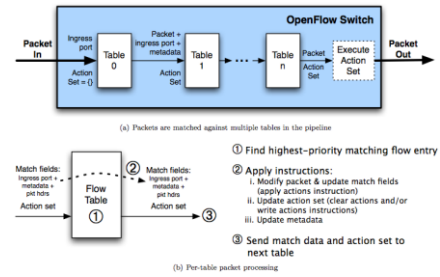 OpenFlow Switch
Packet
In
Ingress
port
Action
Set = {}
Table
0
Packet +
ingress port +
metadata
Action
Set
Table
1
...
Table
n
Packet
Action
Set
Execute
Action
Set
Packet
Out
(a) Packets are matched against multiple tables in the pipeline
Match fields:
Ingress port +
metadata +
pkt hdrs
Action set
Flow
Table
①
②
Match fields:
Ingress port +
metadata +
pkt hdrs
Action set
③
① Find highest-priority matching flow entry
② Apply instructions:
i. Modify packet & update match fields
(apply actions instruction)
ii. Update action set (clear actions and/or
write actions instructions)
iii. Update metadata
③ Send match data and action set to
next table
(b) Per-table packet processing